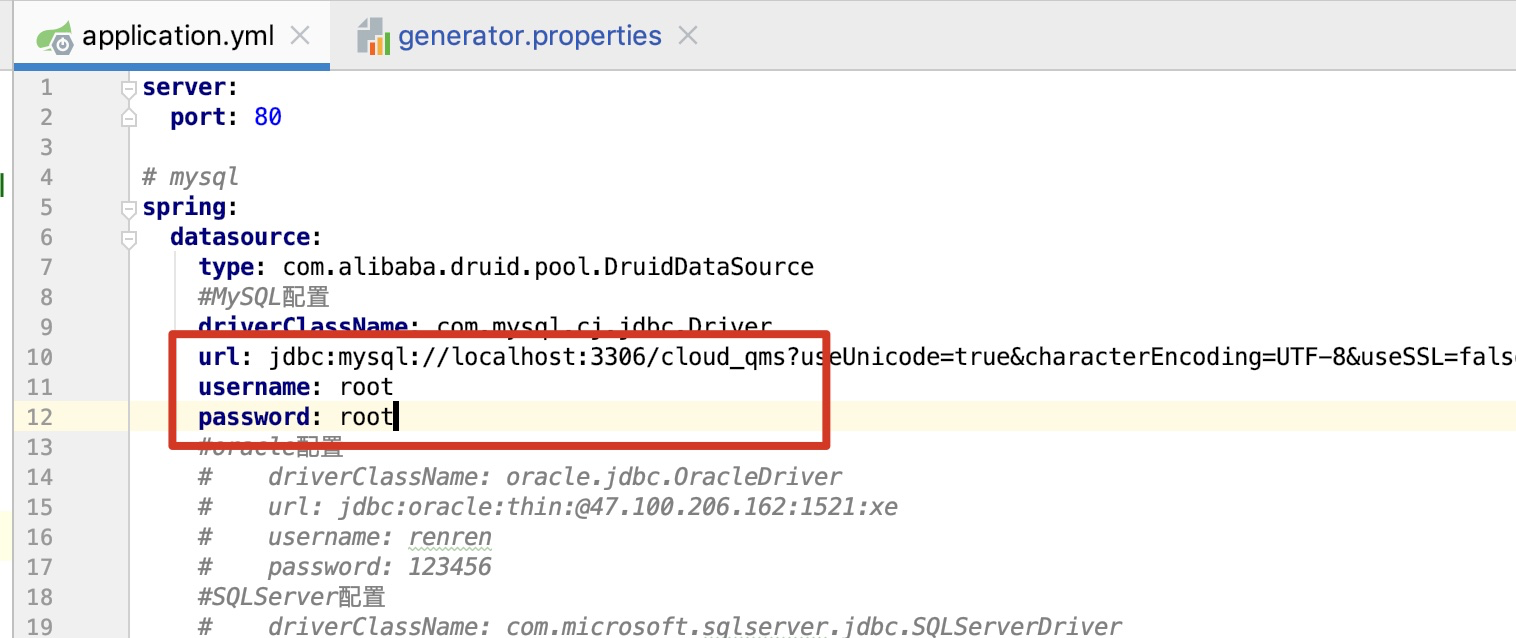 application.yml generator.properties
1 server:
2 port: 80
3
4 # mysql
5 spring:
6 datasource:
7 type: com.alibaba.druid.pool.DruidDataSource
8 #MySQL配置
9 driverClassName: com.mysql.cj.jdbc.Driver
10 url: jdbc:mysql://localhost:3306/cloud_qms?useUnicode=true&characterEncoding=UTF-8&useSSL=false
11 username: root
12 password: root
13 #oracle配置
14 # driverClassName: oracle.jdbc.OracleDriver
15 # url: jdbc:oracle:thin:@47.100.206.162:1521:xe
16 # username: renren
17 # password: 123456
18 #SQLServer配置
19 # driverClassName: com.microsoft.sqlserver.jdbc.SQLServerDriver